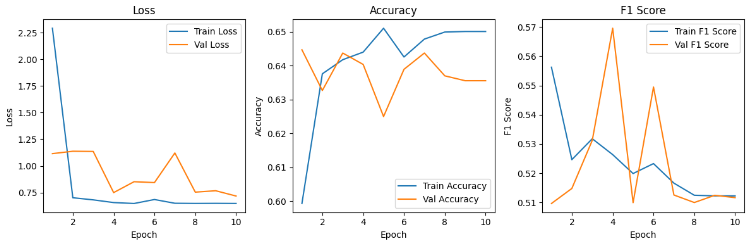 Loss
Train Loss
Val Loss
2.25
2.00
1.75
1.50
1.25
1.00
0.75
Loss
2 4 6 8 10
Epoch
Accuracy
0.65
0.64
0.63
0.62
0.61
0.60
Accuracy
Train Accuracy
Val Accuracy
2 4 6 8 10
Epoch
F1 Score
Train F1 Score
Val F1 Score
0.57
0.56
0.55
0.54
0.53
0.52
0.51
F1 Score
2 4 6 8 10
Epoch